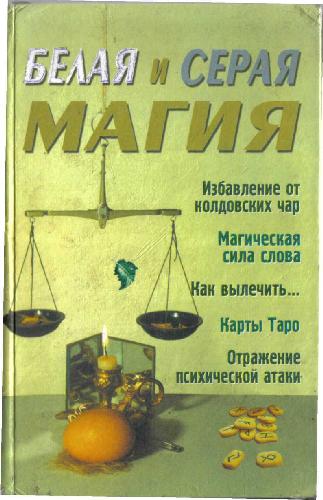 БЕЛАЯ и СЕРАЯ
МАГИЯ
Избавление от
колдовских чар
Магическая
сила слова
Как вылечить...
Карты Таро
Отражение
психической атаки